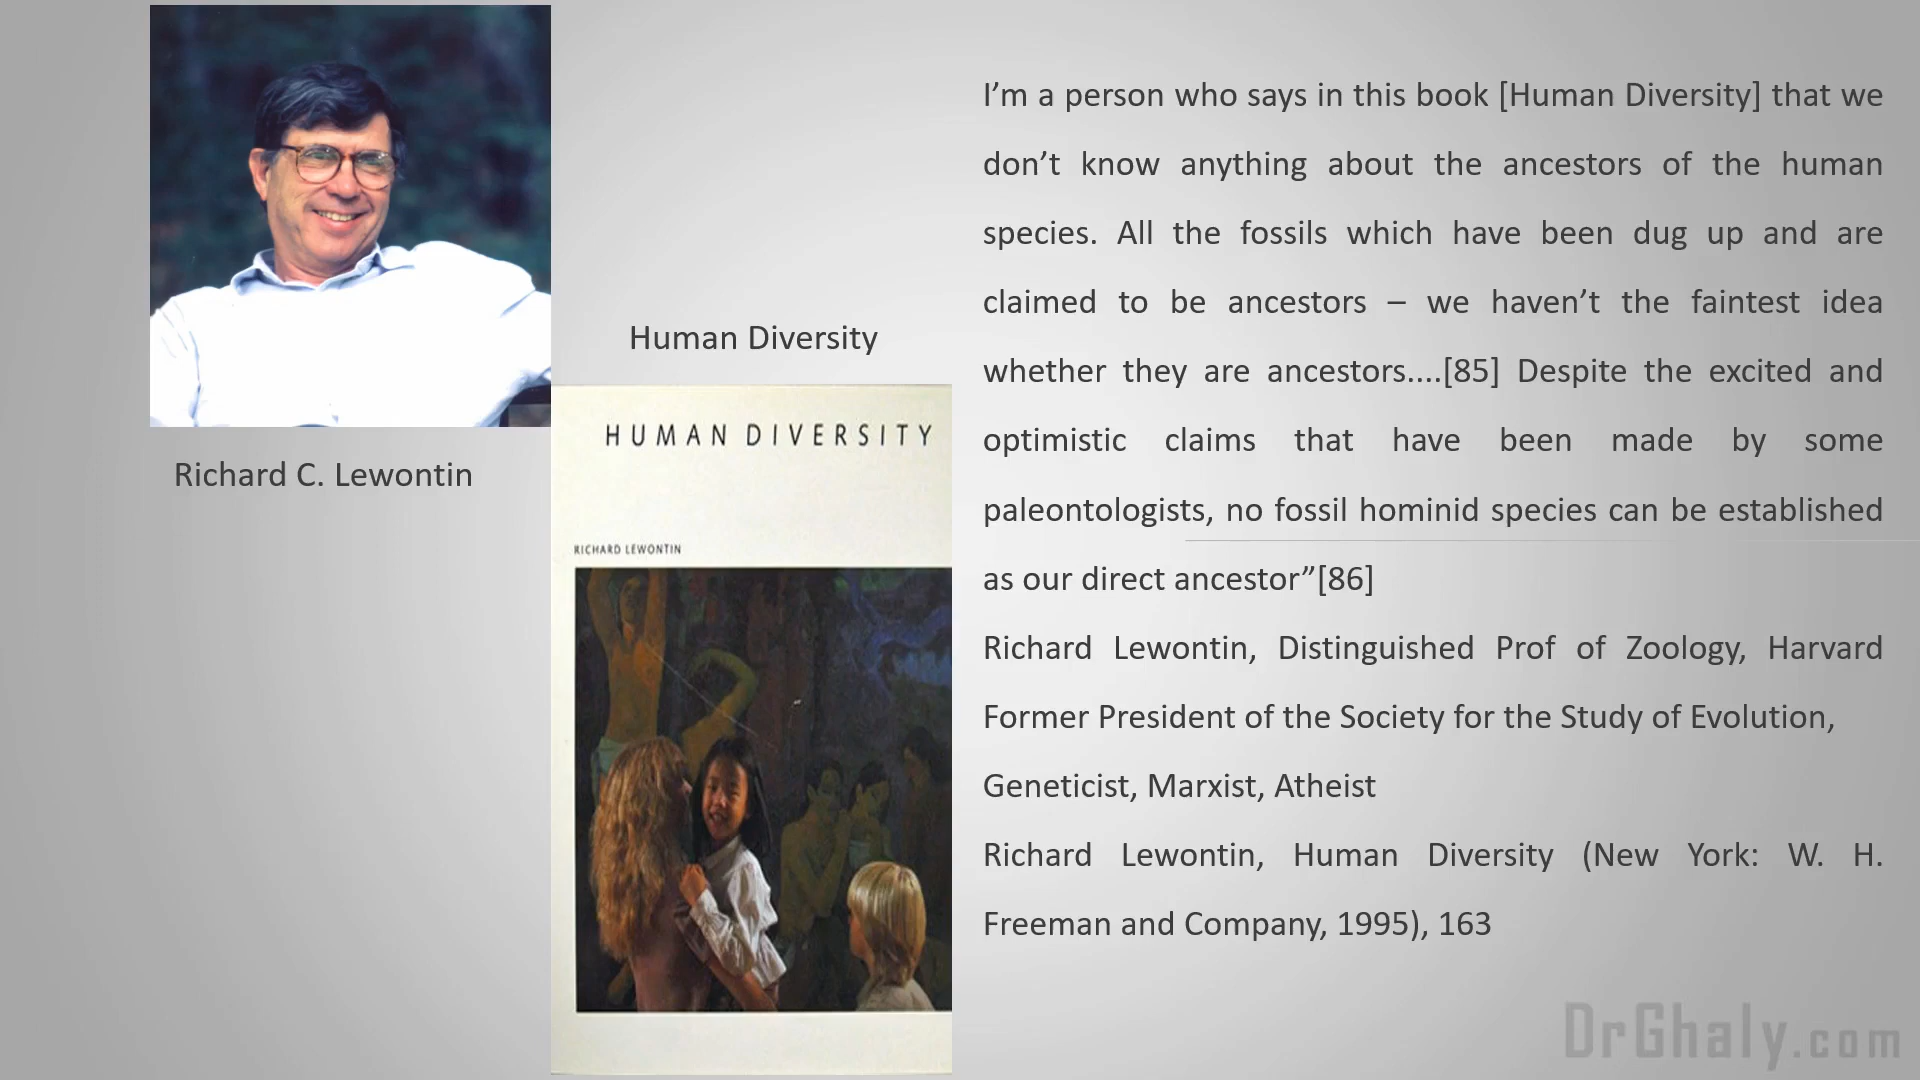 Richard C. Lewontin
Human Diversity
HUMAN DIVERSITY
RICHARD LEWONTIN
I’m a person who says in this book [Human Diversity] that we
don’t know anything about the ancestors of the human
species. All the fossils which have been dug up and are
claimed to be ancestors – we haven’t the faintest idea
whether they are ancestors....[85] Despite the excited and
optimistic claims that have been made by some
paleontologists, no fossil hominid species can be established
as our direct ancestor”[86]
Richard Lewontin, Distinguished Prof of Zoology, Harvard
Former President of the Society for the Study of Evolution,
Geneticist, Marxist, Atheist
Richard Lewontin, Human Diversity (New York: W. H.
Freeman and Company, 1995), 163
DrGhaly.com